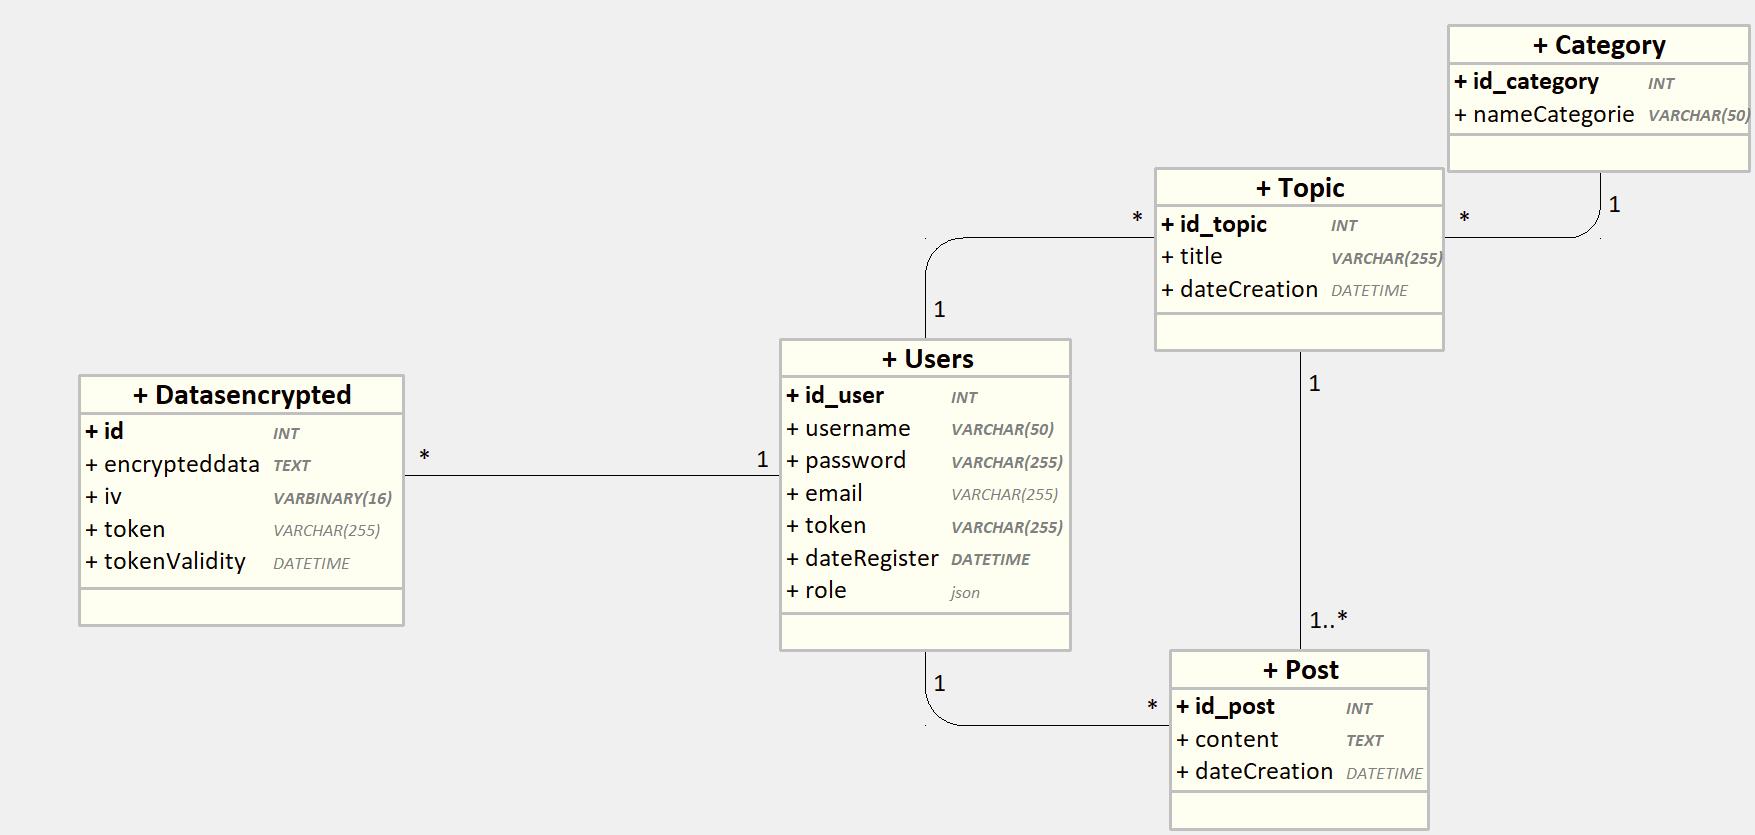 + Category
+ id_category INT
+ nameCategorie VARCHAR(50)
1
+ Topic
+ id_topic INT
+ title VARCHAR(255)
+ dateCreation DATETIME
*
*
1
1
+ Users
+ id_user INT
+ username VARCHAR(50)
+ password VARCHAR(255)
+ email VARCHAR(255)
+ token VARCHAR(255)
+ dateRegister DATETIME
+ role json
+ Datasencrypted
+ id INT
+ encrypteddata TEXT
+ iv VARBINARY(16)
+ token VARCHAR(255)
+ tokenValidity DATETIME
*
1
1..*
1
*
+ Post
+ id_post INT
+ content TEXT
+ dateCreation DATETIME